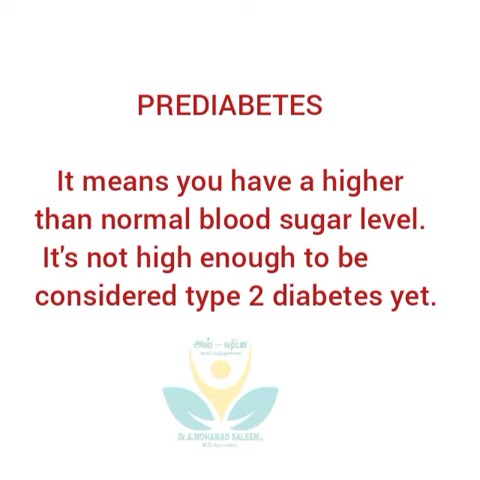 PREDIABETES
It means you have a higher
than normal blood sugar level.
It's not high enough to be
considered type 2 diabetes yet.
அல் – ஷிபா
Dr.A.MOHAMAD SALEEM.,